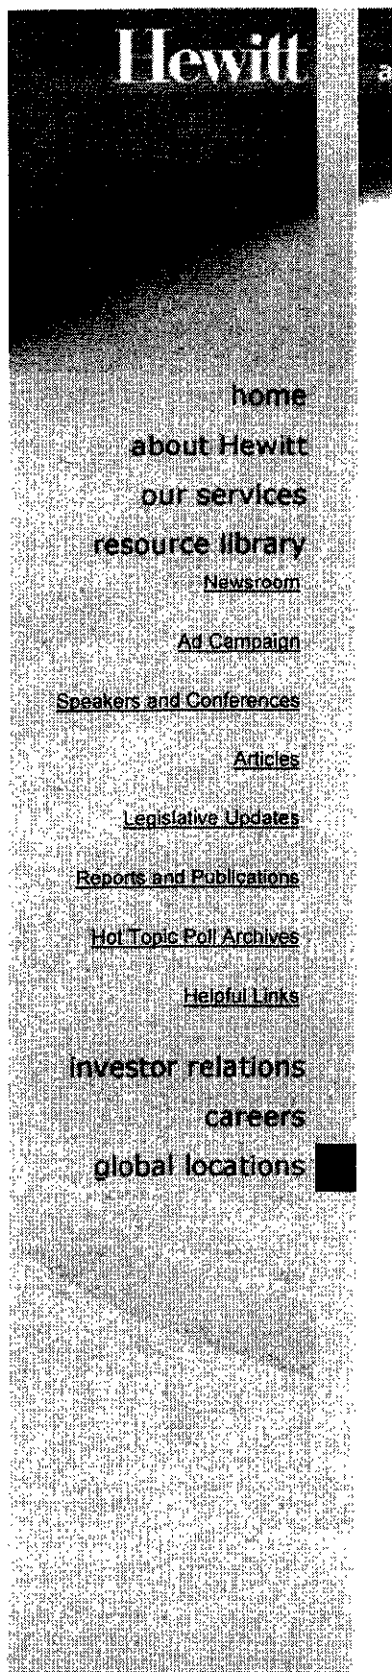 Hewitt
a
home
about Hewitt
our services
resource library
Newsroom
Ad Campaign
Speakers and Conferences
Articles
Legislative Updates
Reports and Publications
Hot Topic Poll Archives
Helpful Links
investor relations
careers
global locations